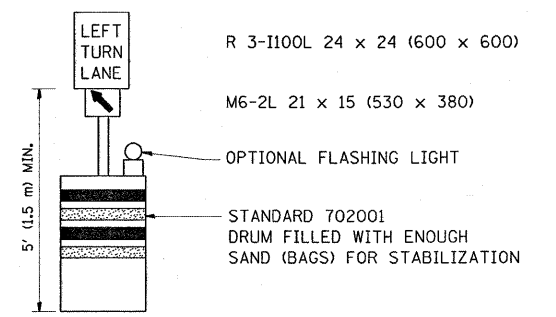 LEFT
TURN
LANE
R 3-I100L 24 x 24 (600 x 600)
M6-2L 21 x 15 (530 x 380)
OPTIONAL FLASHING LIGHT
STANDARD 702001
DRUM FILLED WITH ENOUGH
SAND (BAGS) FOR STABILIZATION
5' (1.5 m) MIN.